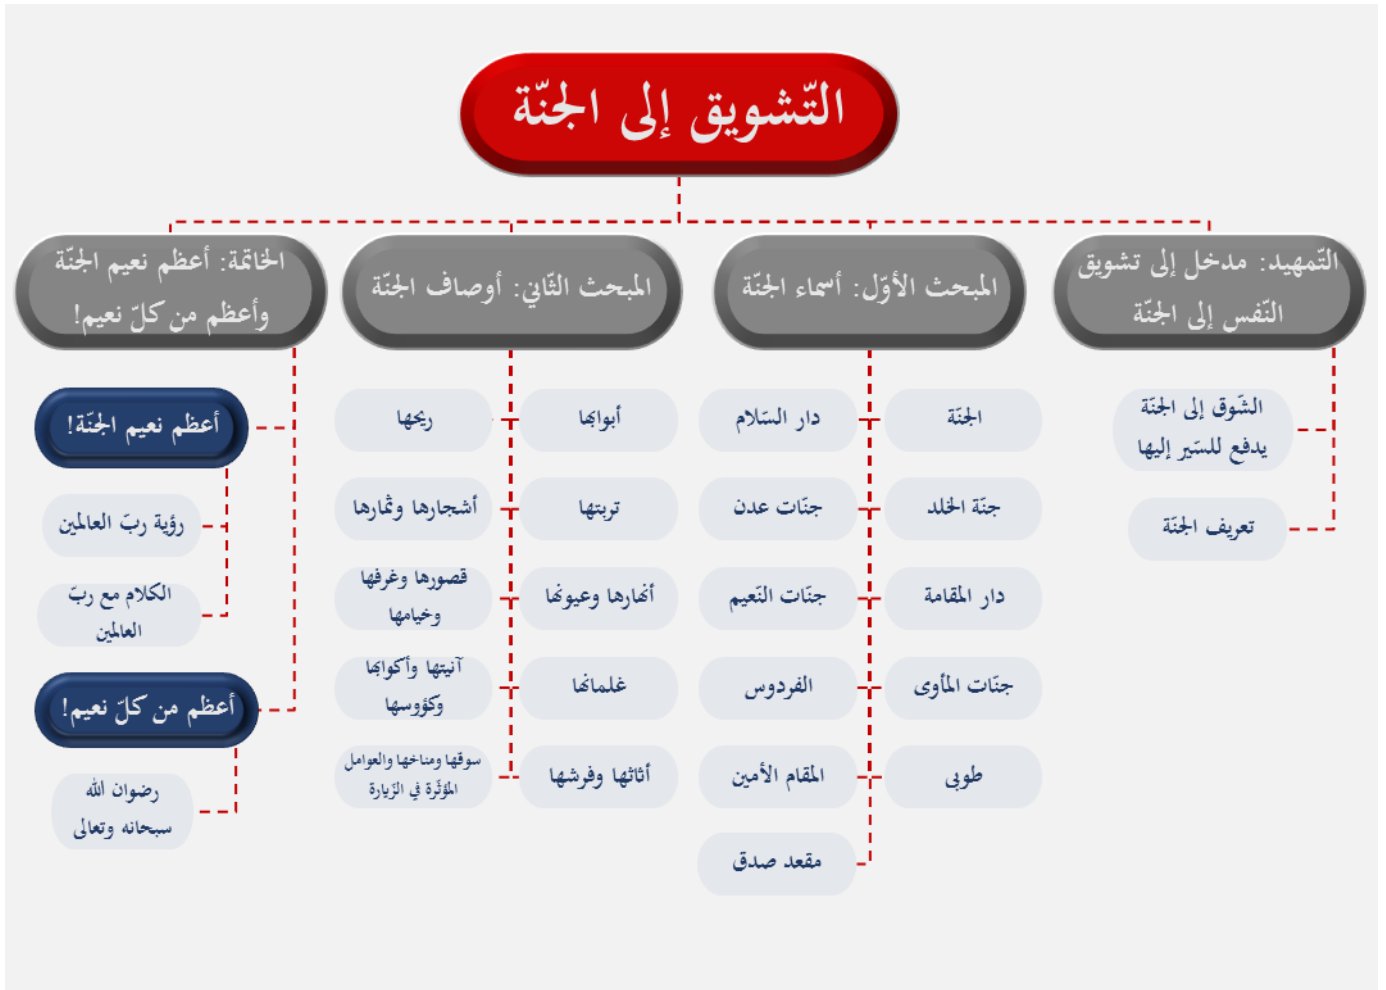 التّشويق إلى الجنّة
التّمهيد: مدخل إلى تشويق
النّفس إلى الجنّة
الشّوق إلى الجنّة
يدفع للسّير إليها
تعريف الجنّة
المبحث الأوّل: أسماء الجنّة
الجنّة
دار السّلام
جنّة الخلد
جنّات عدن
دار المقامة
جنّات النّعيم
جنّات المأوى
الفردوس
طوبى
المقام الأمين
مقعد صدق
المبحث الثّاني: أوصاف الجنّة
أبوابها
ريحها
تربتها
أشجارها وثمارها
أنهارها وعيونها
قصورها وغرفها
وخيامها
غلمانها
آنيتها وأكوابها
وكؤوسها
أثاثها وفرشها
سوقها ومناخها والعوامل
المؤثّرة في الزّيارة
الخاتمة: أعظم نعيم الجنّة
وأعظم من كلّ نعيم!
أعظم نعيم الجنّة!
رؤية ربّ العالمين
الكلام مع ربّ
العالمين
أعظم من كلّ نعيم!
رضوان الله
سبحانه وتعالى